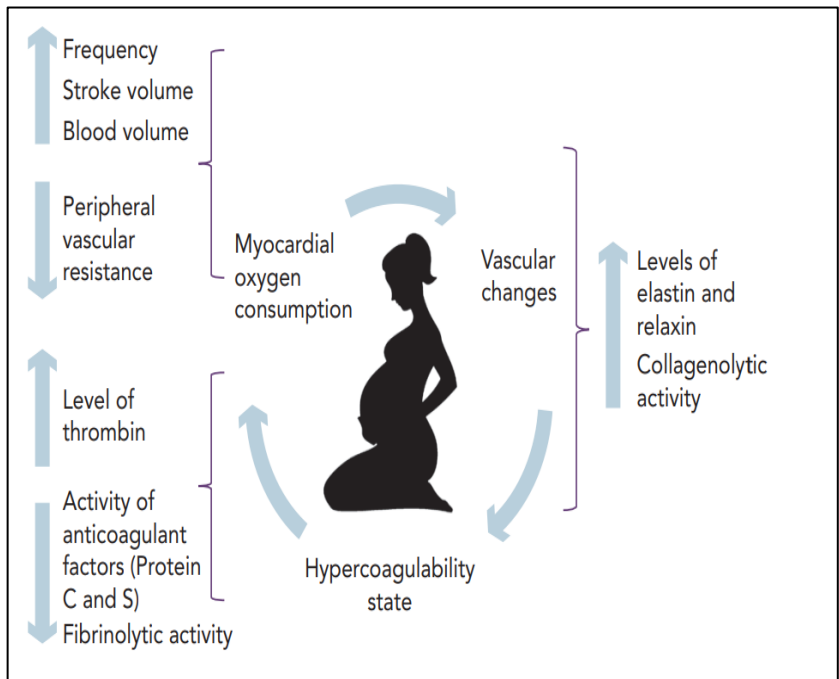 Frequency
Stroke volume
Blood volume
Peripheral
vascular
resistance
Myocardial
oxygen
consumption
Vascular
changes
Levels of
elastin and
relaxin
Collagenolytic
activity
Level of
thrombin
Activity of
anticoagulant
factors (Protein
C and S)
Fibrinolytic activity
Hypercoagulability
state